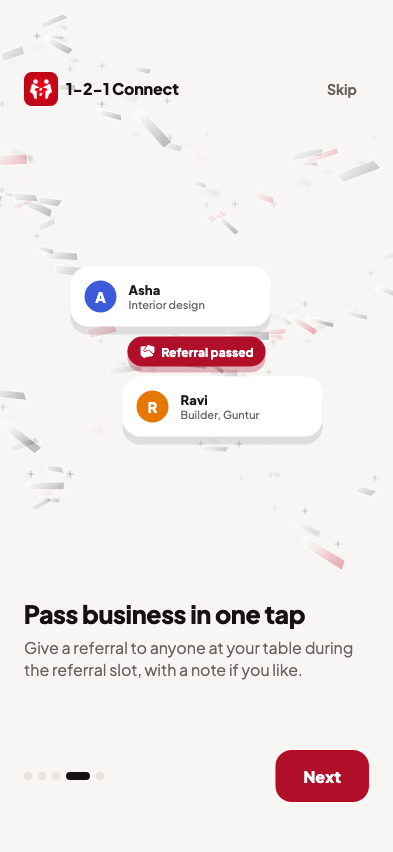 1-2-1 Connect
Skip
A
Asha
Interior design
Referral passed
R
Ravi
Builder, Guntur
Pass business in one tap
Give a referral to anyone at your table during
the referral slot, with a note if you like.
Next